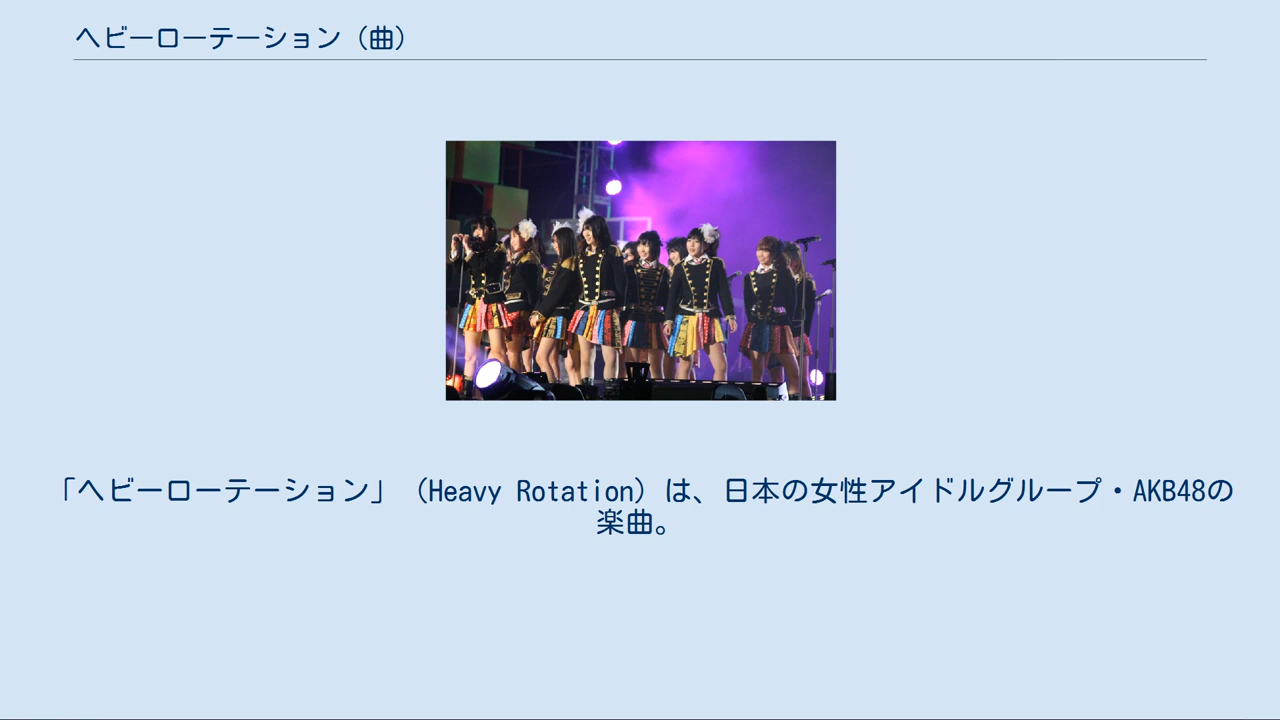 ヘビーローテーション（曲）
「ヘビーローテーション」（Heavy Rotation）は、日本の女性アイドルグループ・AKB48の
楽曲。